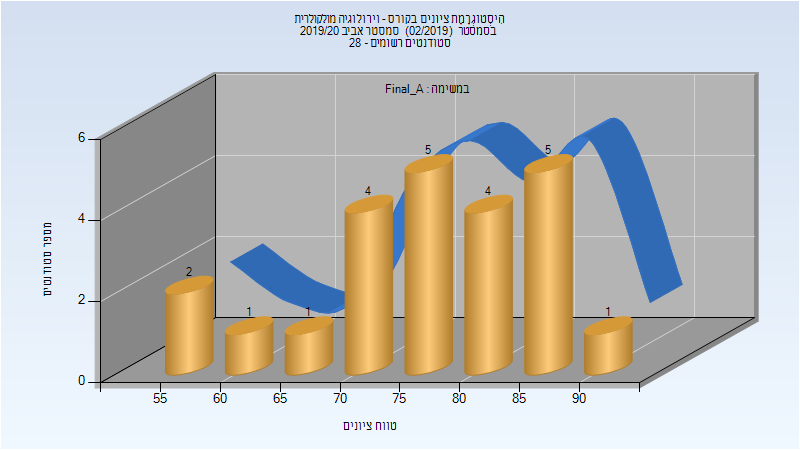 היסטוגרמת ציונים בקורס - וירולוגיה מולקולרית
בסמסטר (02/2019) סמסטר אביב 2019/20
סטודנטים רשומים - 28
במשימה : Final_A
מספר סטודנטים
6
4
2
0
2
1
1
4
5
4
5
1
55 60 65 70 75 80 85 90
טווח ציונים